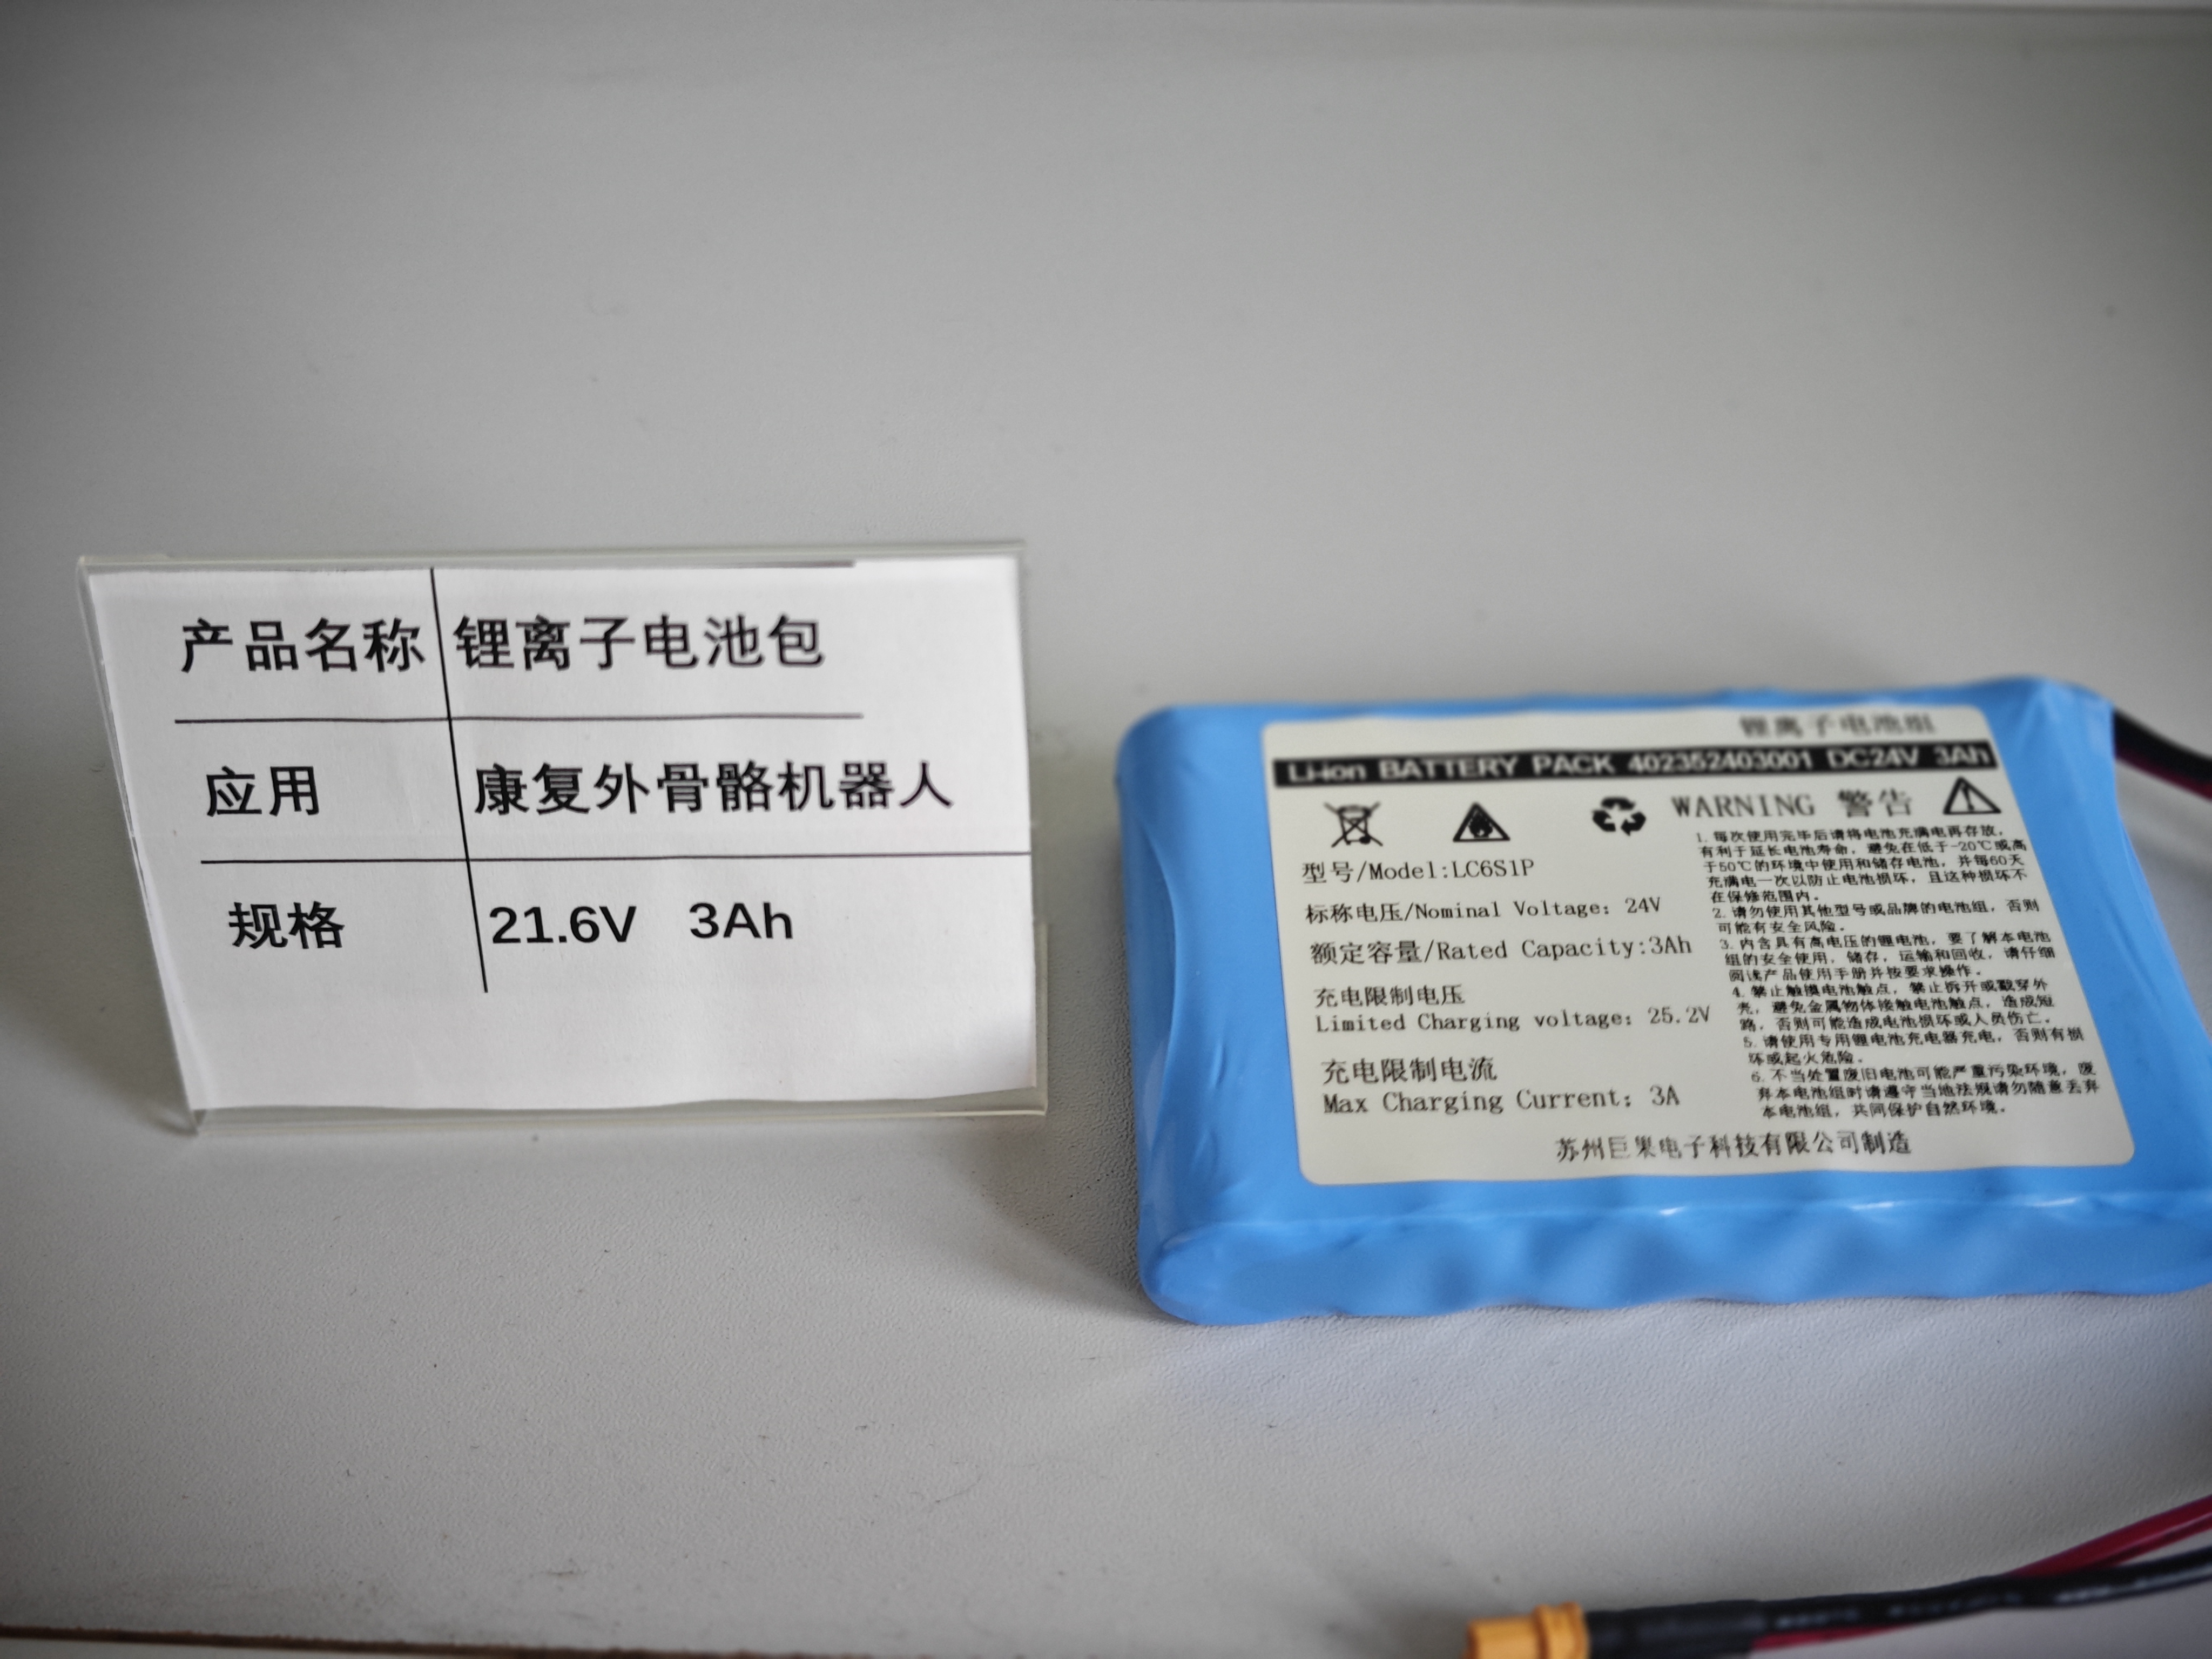 产品名称 锂离子电池包
应用 康复外骨骼机器人
规格 21.6V 3Ah
锂离子电池组
Li-ion BATTERY PACK 402352403001 DC24V 3Ah
WARNING 警告
型号/Model:LC6S1P
标称电压/Nominal Voltage: 24V
额定容量/Rated Capacity:3Ah
充电限制电压
Limited Charging voltage: 25.2V
充电限制电流
Max Charging Current: 3A
1. 每次使用完毕后请将电池充满电再存放，
有利于延长电池寿命，避免在低于-20℃或高
于50℃的环境中使用和储存电池，并每60天
充满电一次以防止电池损坏，且这种损坏不
在保修范围内。
2. 请勿使用其他型号或品牌的电池组，否则
可能有安全风险。
3. 内含具有高电压的锂电池，要了解本电池
组的安全使用，储存，运输和回收，请仔细
阅读产品使用手册并按要求操作。
4. 禁止触摸电池触点，禁止拆开或戳穿外
壳，避免金属物体接触电池触点，造成短
路，否则可能造成电池损坏或人员伤亡。
5. 请使用专用锂电池充电器充电，否则有损
坏或起火危险。
6. 不当处置废旧电池可能严重污染环境，废
弃本电池组时请遵守当地法规请勿随意丢弃
本电池组，共同保护自然环境。
苏州巨果电子科技有限公司制造